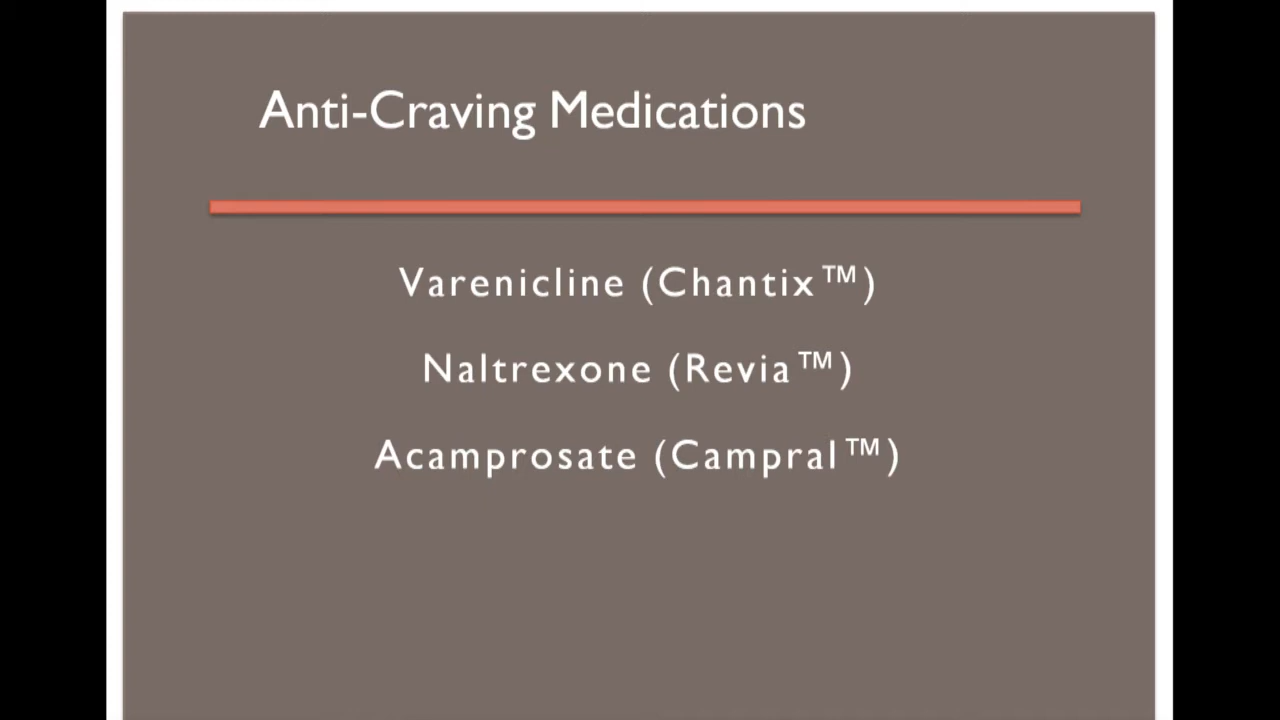 Anti-Craving Medications
Varenicline (Chantix™)
Naltrexone (Revia™)
Acamprosate (Campral™)